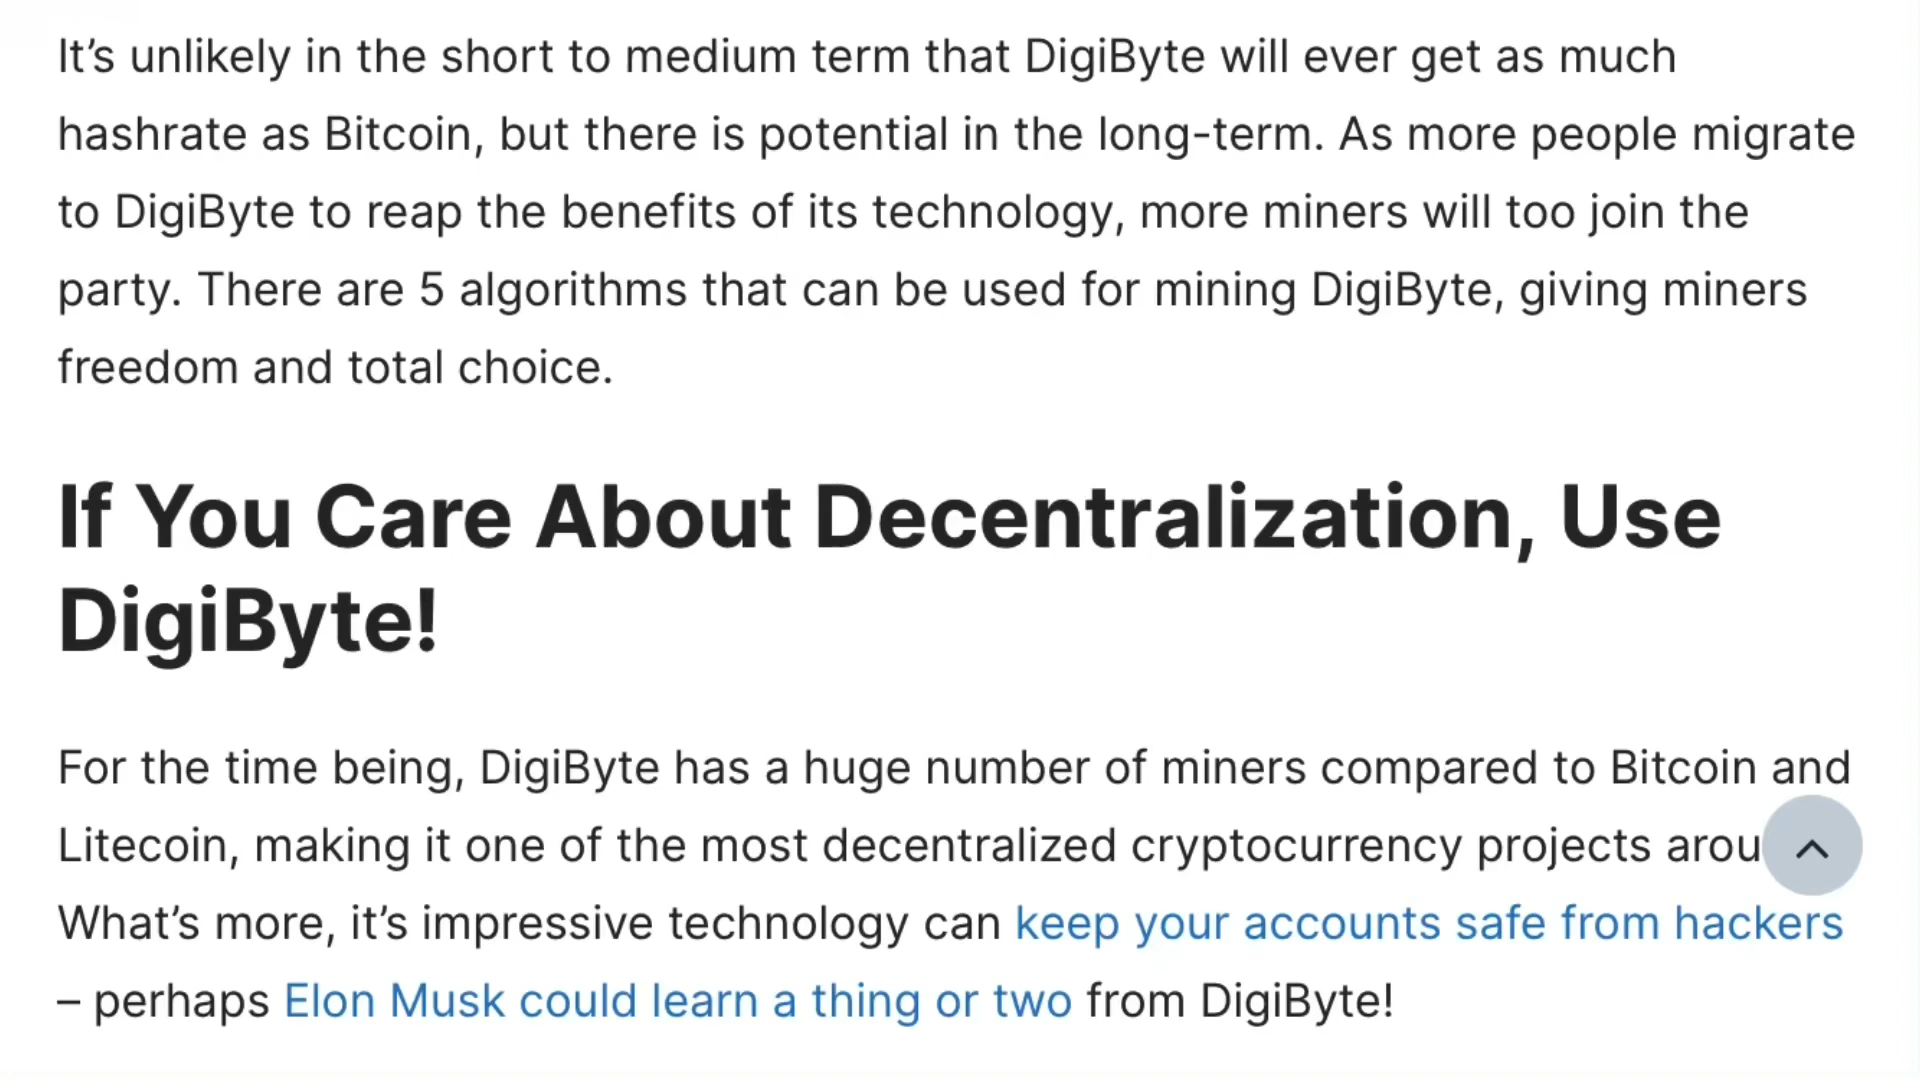 It’s unlikely in the short to medium term that DigiByte will ever get as much
hashrate as Bitcoin, but there is potential in the long-term. As more people migrate
to DigiByte to reap the benefits of its technology, more miners will too join the
party. There are 5 algorithms that can be used for mining DigiByte, giving miners
freedom and total choice.
If You Care About Decentralization, Use
DigiByte!
For the time being, DigiByte has a huge number of miners compared to Bitcoin and
Litecoin, making it one of the most decentralized cryptocurrency projects arou
What’s more, it’s impressive technology can keep your accounts safe from hackers
– perhaps Elon Musk could learn a thing or two from DigiByte!